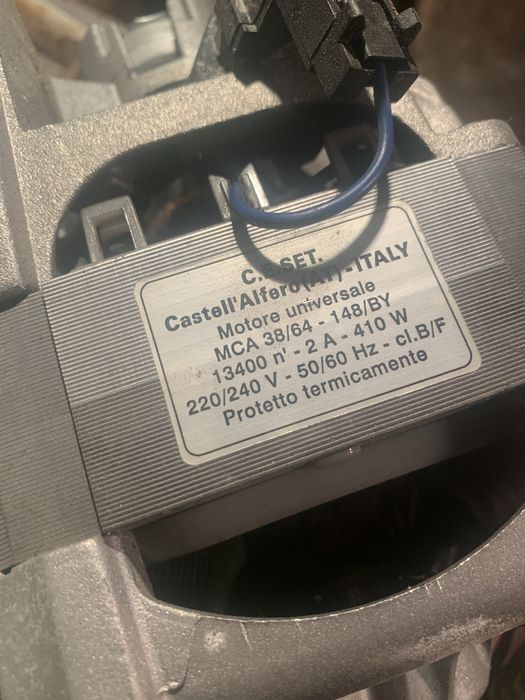 C.E.SET.
Castell'Alfero (AT) - ITALY
Motore universale
MCA 38/64 - 148/BY
13400 n' - 2 A - 410 W
220/240 V - 50/60 Hz - cl.B/F
Protetto termicamente